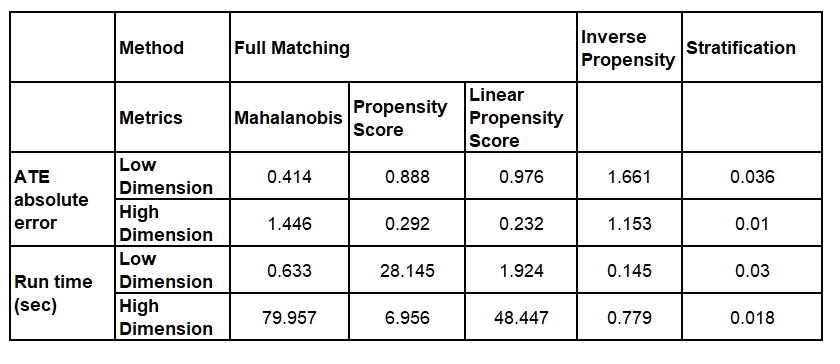 Method Full Matching Inverse Propensity Stratification
Metrics Mahalanobis Propensity Score Linear Propensity Score
ATE absolute error
Low Dimension 0.414 0.888 0.976 1.661 0.036
High Dimension 1.446 0.292 0.232 1.153 0.01
Run time (sec)
Low Dimension 0.633 28.145 1.924 0.145 0.03
High Dimension 79.957 6.956 48.447 0.779 0.018